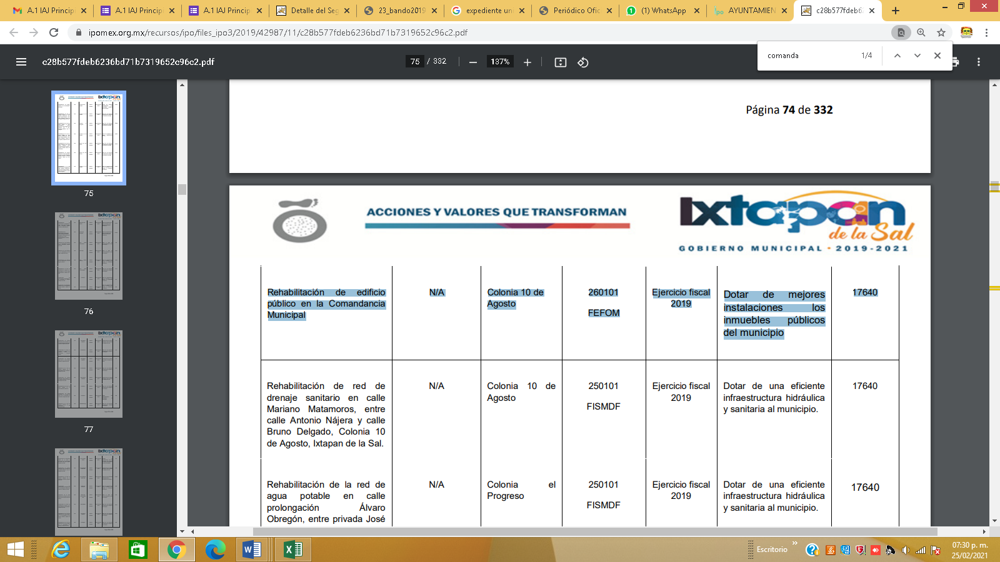 A.1 IAJ Princip
A.1 IAJ Princip
A.1 IAJ Princip
Detalle del Seg
23_bando2019
expediente uni
Periódico Ofic
(1) WhatsApp
AYUNTAMIEN
c28b577fdeb62
ipomex.org.mx/recursos/ipo/files_ipo3/2019/42987/11/c28b577fdeb6236bd71b7319652c96c2.pdf
c28b577fdeb6236bd71b7319652c96c2.pdf
75 / 332
137%
comanda 1/4
75
76
77
Página 74 de 332
ACCIONES Y VALORES QUE TRANSFORMAN
Ixtapan
de la Sal
GOBIERNO MUNICIPAL • 2019-2021
Rehabilitación de edificio
público en la Comandancia
Municipal
N/A
Colonia 10 de
Agosto
260101
FEFOM
Ejercicio fiscal
2019
Dotar de mejores
instalaciones los
inmuebles públicos
del municipio
17640
Rehabilitación de red de
drenaje sanitario en calle
Mariano Matamoros, entre
calle Antonio Nájera y calle
Bruno Delgado, Colonia 10
de Agosto, Ixtapan de la Sal.
N/A
Colonia 10 de
Agosto
250101
FISMDF
Ejercicio fiscal
2019
Dotar de una eficiente
infraestructura hidráulica
y sanitaria al municipio.
17640
Rehabilitación de la red de
agua potable en calle
prolongación Álvaro
Obregón, entre privada José
N/A
Colonia el
Progreso
250101
FISMDF
Ejercicio fiscal
2019
Dotar de una eficiente
infraestructura hidráulica
y sanitaria al municipio.
17640
Escritorio
07:30 p. m.
25/02/2021